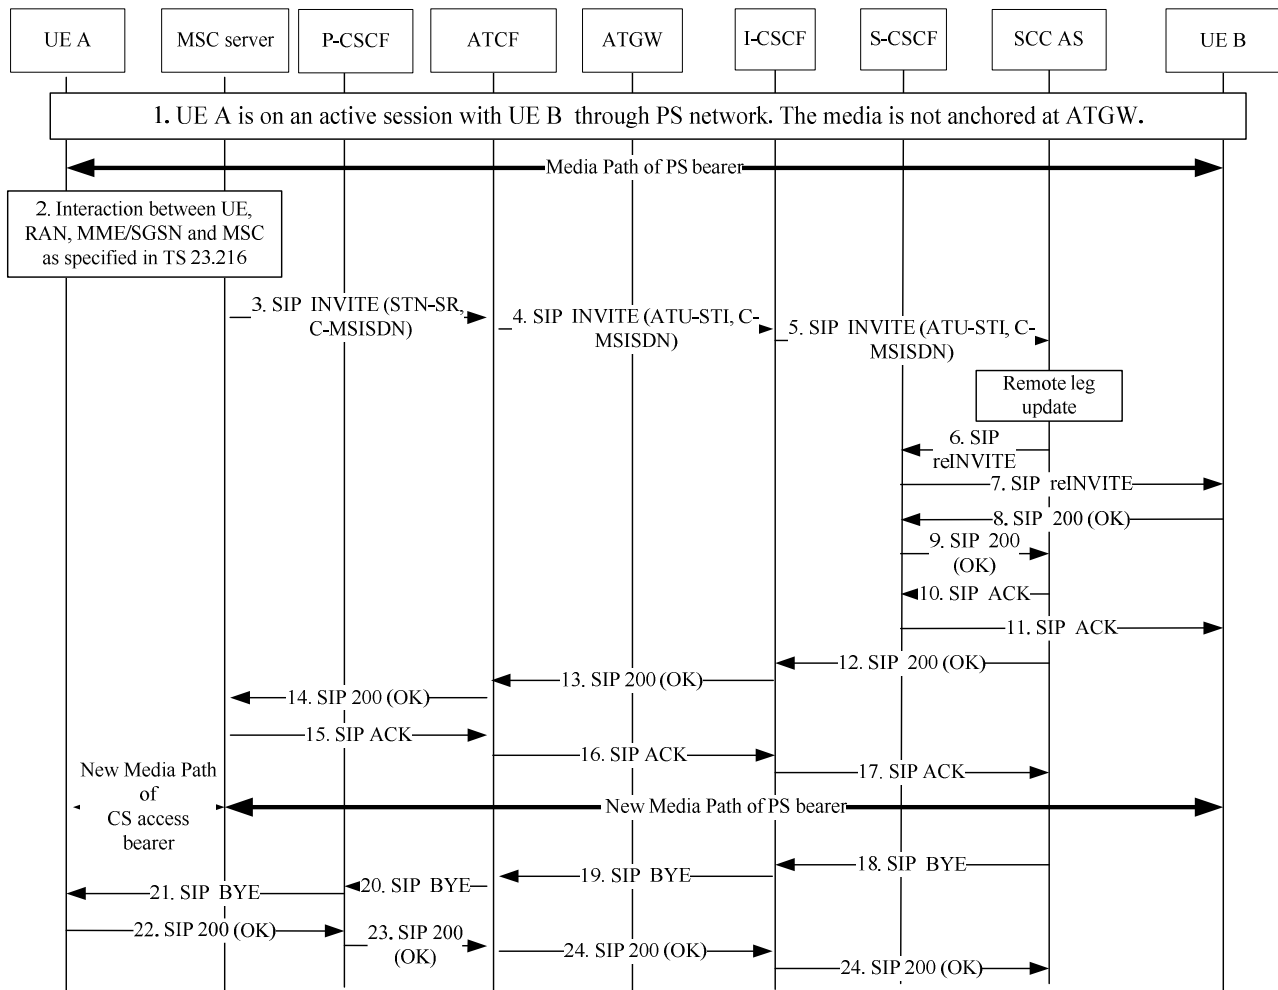 UE A
MSC server
P-CSCF
ATCF
ATGW
I-CSCF
S-CSCF
SCC AS
UE B
1. UE A is on an active session with UE B through PS network. The media is not anchored at ATGW.
Media Path of PS bearer
2. Interaction between UE,
RAN, MME/SGSN and MSC
as specified in TS 23.216
3. SIP INVITE (STN-SR,
C-MSISDN)
4. SIP INVITE (ATU-STI, C-
MSISDN)
5. SIP INVITE (ATU-STI, C-
MSISDN)
Remote leg
update
6. SIP
reINVITE
7. SIP reINVITE
8. SIP 200 (OK)
9. SIP 200
(OK)
10. SIP ACK
11. SIP ACK
12. SIP 200 (OK)
13. SIP 200 (OK)
14. SIP 200 (OK)
15. SIP ACK
16. SIP ACK
17. SIP ACK
New Media Path
of
CS access
bearer
New Media Path of PS bearer
18. SIP BYE
19. SIP BYE
20. SIP BYE
21. SIP BYE
22. SIP 200 (OK)
23. SIP 200
(OK)
24. SIP 200 (OK)
24. SIP 200 (OK)